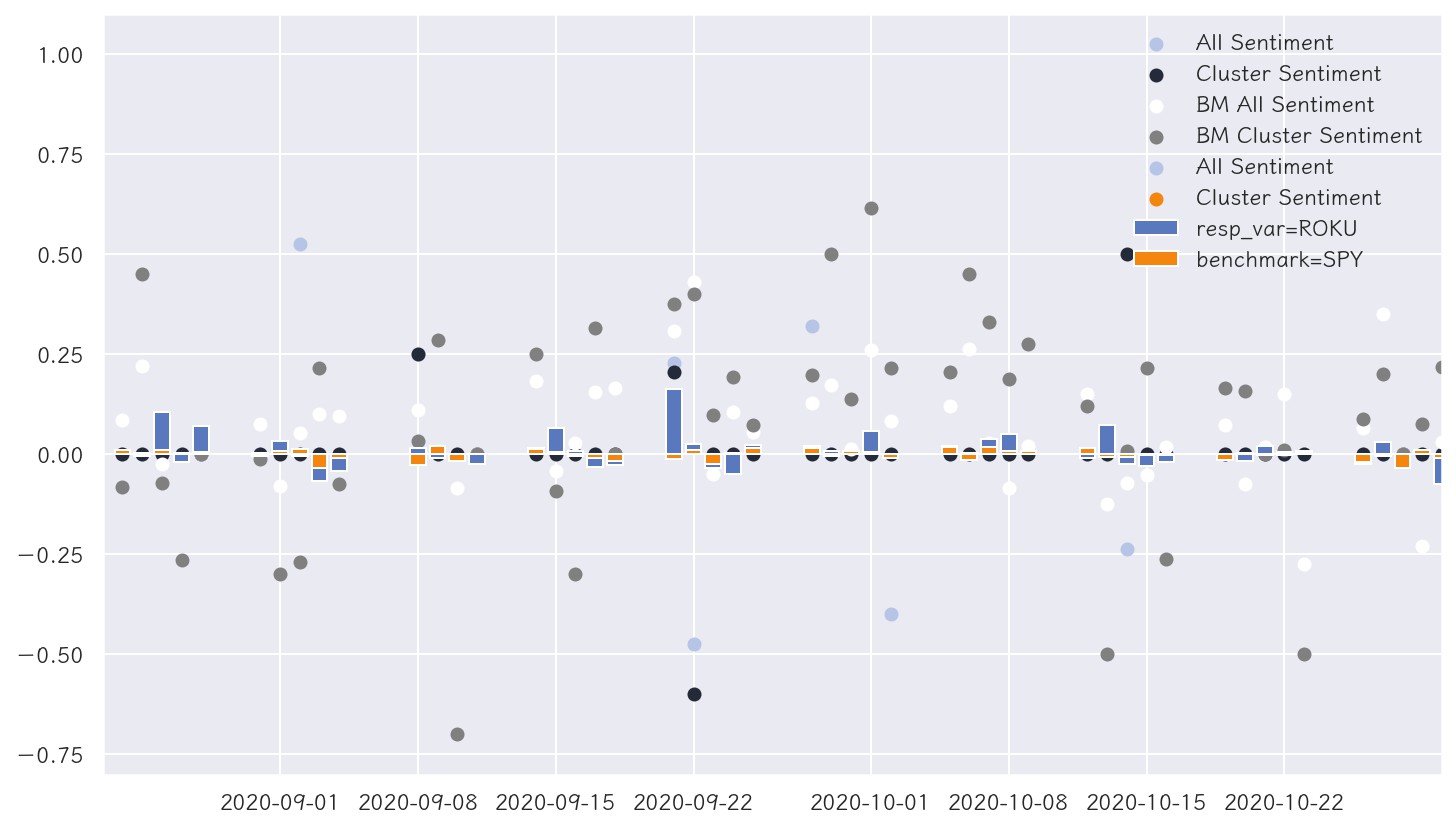 1.00
0.75
0.50
0.25
0.00
−0.25
−0.50
−0.75
All Sentiment
Cluster Sentiment
BM All Sentiment
BM Cluster Sentiment
All Sentiment
Cluster Sentiment
resp_var=ROKU
benchmark=SPY
2020-09-01 2020-09-08 2020-09-15 2020-09-22 2020-10-01 2020-10-08 2020-10-15 2020-10-22